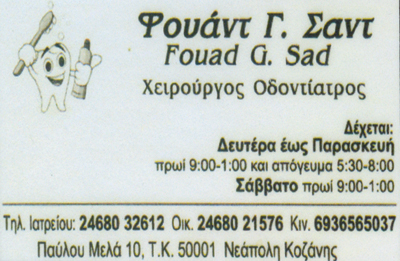 Φουάντ Γ. Σαντ
Fouad G. Sad
Χειρούργος Οδοντίατρος
Δέχεται:
Δευτέρα έως Παρασκευή
πρωί 9:00-1:00 και απόγευμα 5:30-8:00
Σάββατο πρωί 9:00-1:00
Τηλ. Ιατρείου: 24680 32612 Οικ. 24680 21576 Κιν. 6936565037
Παύλου Μελά 10, Τ.Κ. 50001 Νεάπολη Κοζάνης